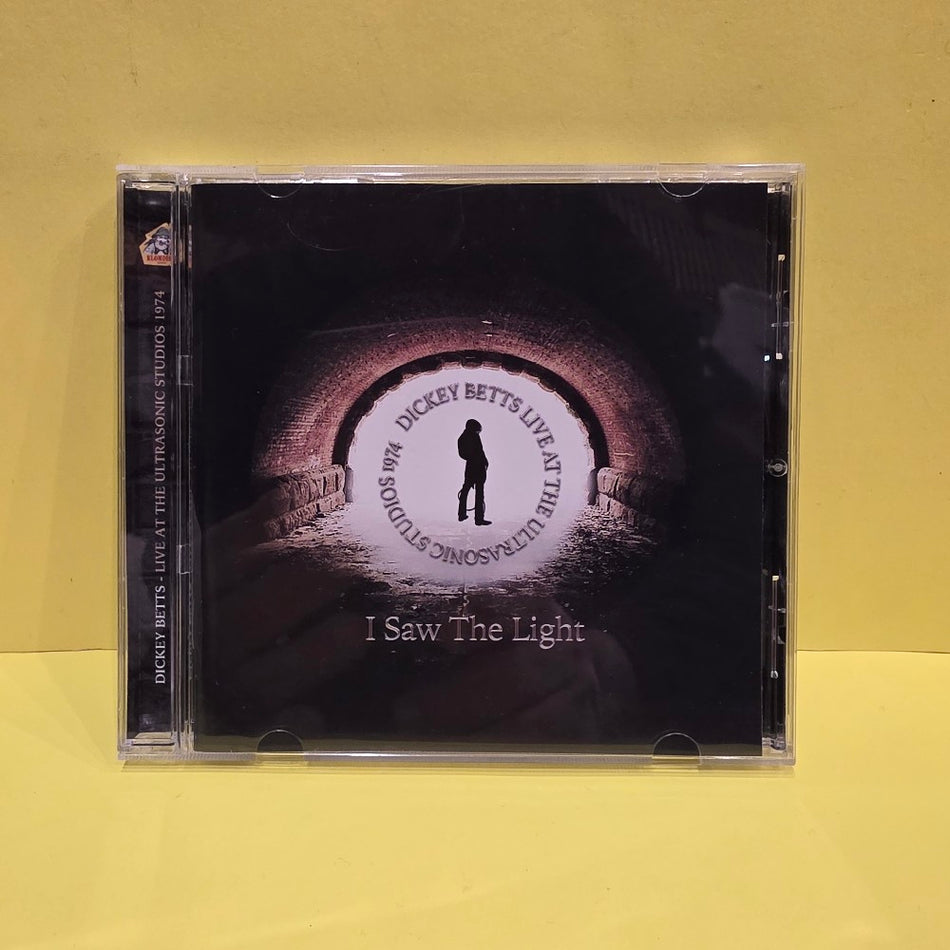 DICKEY BETTS - LIVE AT THE ULTRASONIC STUDIOS 1974
DICKEY BETTS LIVE AT THE ULTRASONIC STUDIOS 1974
I Saw The Light